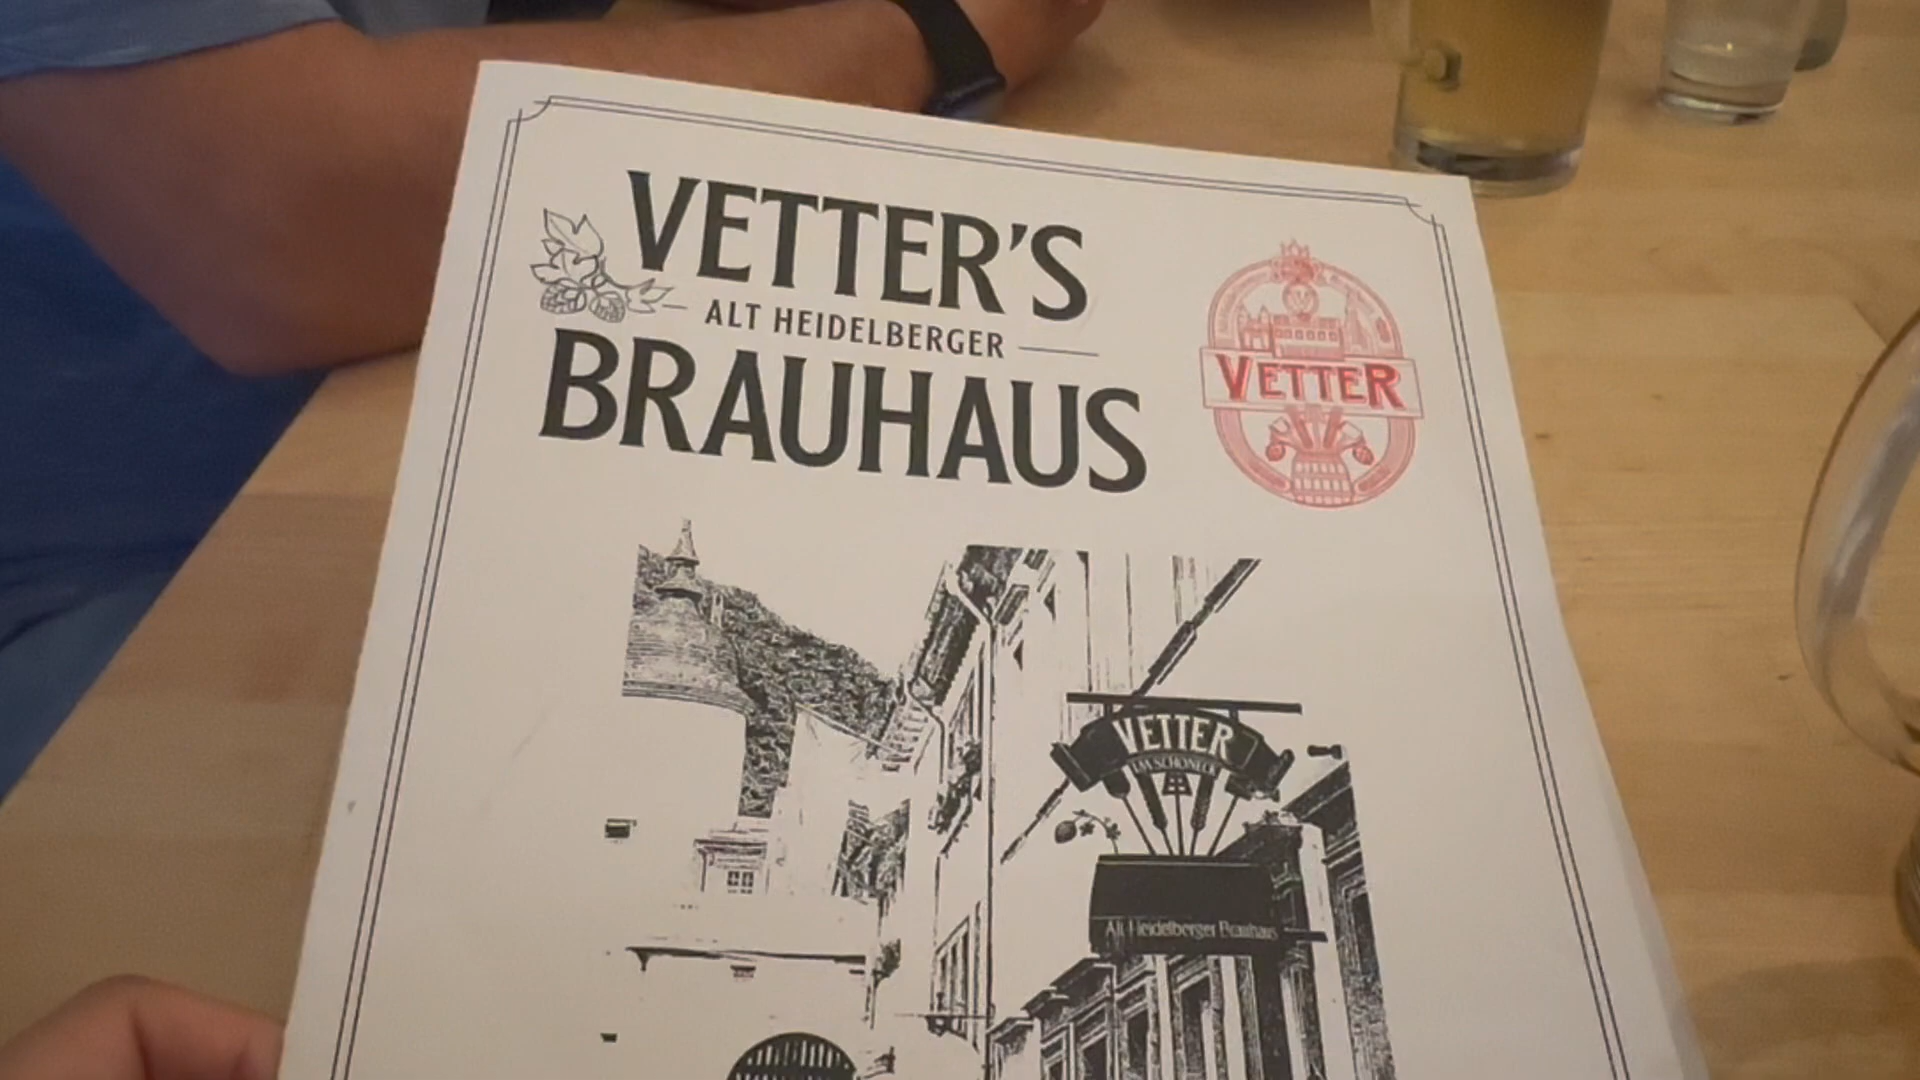 VETTER'S
ALT HEIDELBERGER
BRAUHAUS
VETTER
VETTER
IM SCHÖNECK
Alt Heidelberger Brauhaus